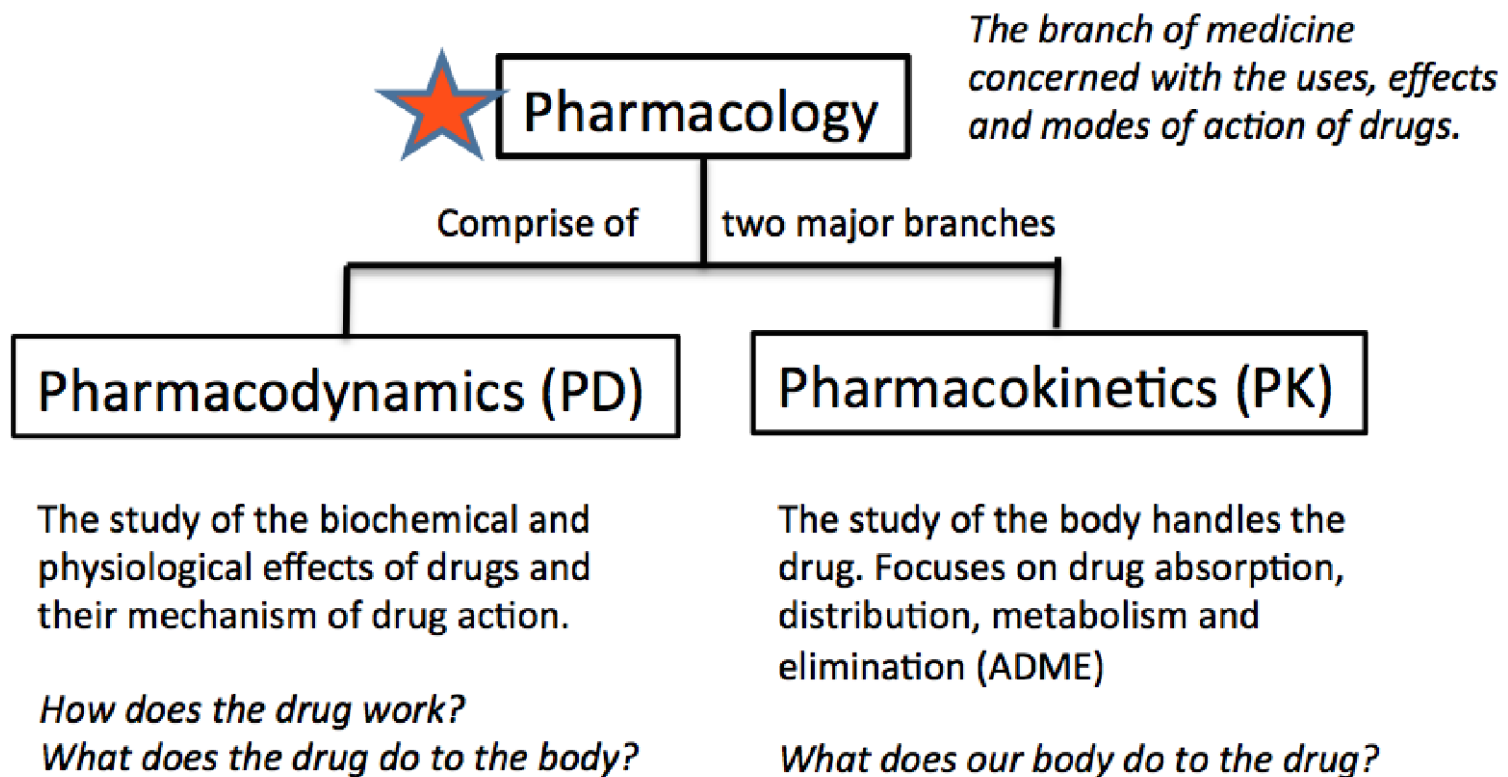 Pharmacology
The branch of medicine
concerned with the uses, effects
and modes of action of drugs.
Comprise of two major branches
Pharmacodynamics (PD)
The study of the biochemical and
physiological effects of drugs and
their mechanism of drug action.
How does the drug work?
What does the drug do to the body?
Pharmacokinetics (PK)
The study of the body handles the
drug. Focuses on drug absorption,
distribution, metabolism and
elimination (ADME)
What does our body do to the drug?